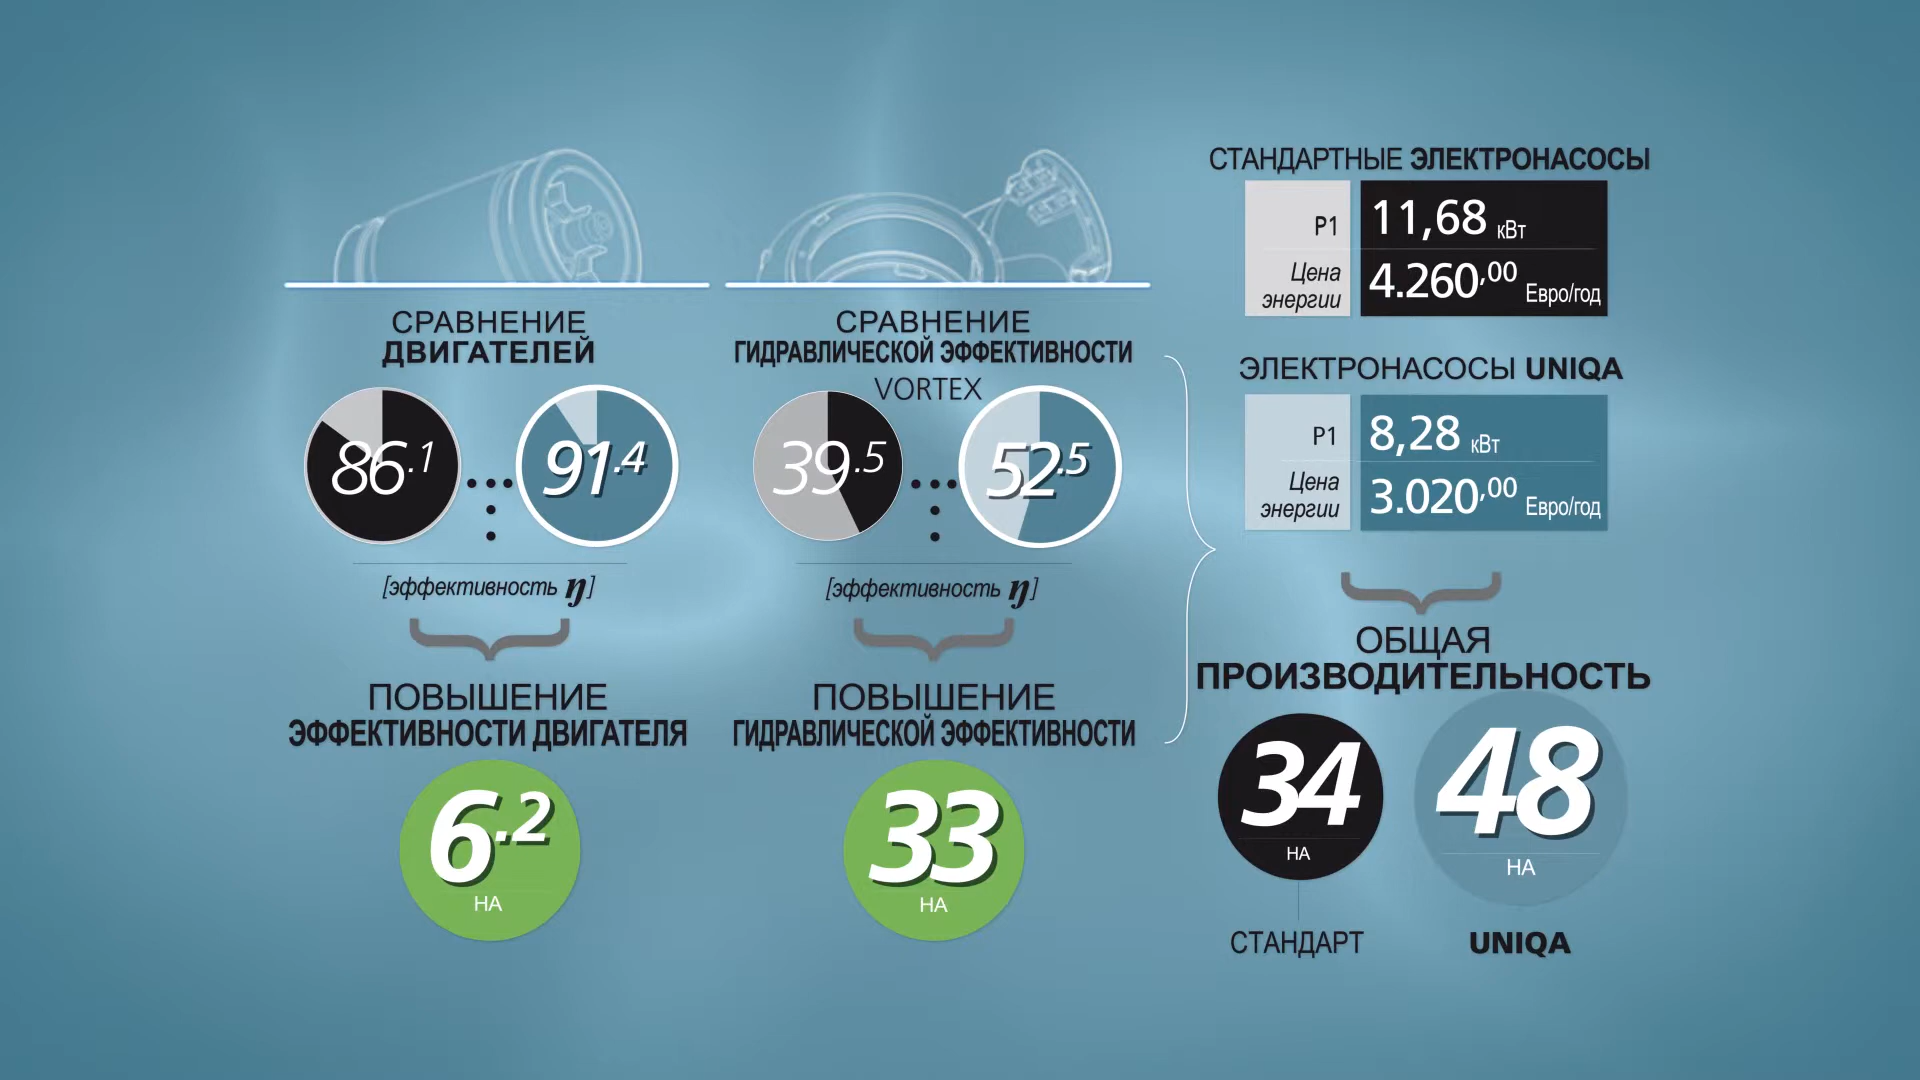 СРАВНЕНИЕ
ДВИГАТЕЛЕЙ
86.1
91.4
[эффективность ŋ]
ПОВЫШЕНИЕ
ЭФФЕКТИВНОСТИ ДВИГАТЕЛЯ
6.2
НА
СРАВНЕНИЕ
ГИДРАВЛИЧЕСКОЙ ЭФФЕКТИВНОСТИ
VORTEX
39.5
52.5
[эффективность ŋ]
ПОВЫШЕНИЕ
ГИДРАВЛИЧЕСКОЙ ЭФФЕКТИВНОСТИ
33
НА
СТАНДАРТНЫЕ ЭЛЕКТРОНАСОСЫ
P1 11,68 кВт
Цена
энергии
4.260,00 Евро/год
ЭЛЕКТРОНАСОСЫ UNIQA
P1 8,28 кВт
Цена
энергии
3.020,00 Евро/год
ОБЩАЯ
ПРОИЗВОДИТЕЛЬНОСТЬ
34
НА
СТАНДАРТ
48
НА
UNIQA